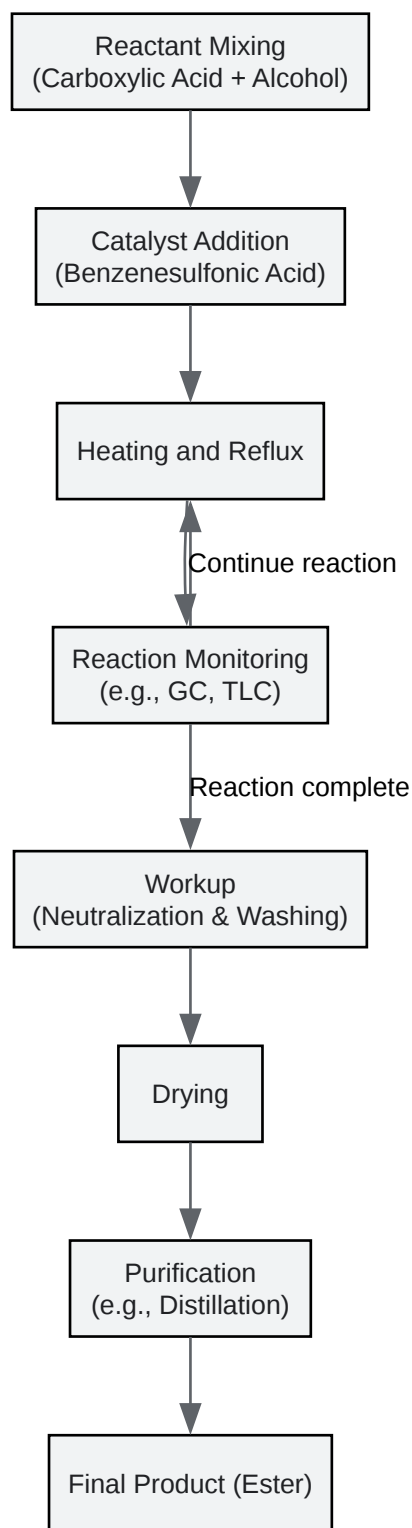 Reactant Mixing
(Carboxylic Acid + Alcohol)
Catalyst Addition
(Benzenesulfonic Acid)
Heating and Reflux
Continue reaction
Reaction Monitoring
(e.g., GC, TLC)
Reaction complete
Workup
(Neutralization & Washing)
Drying
Purification
(e.g., Distillation)
Final Product (Ester)